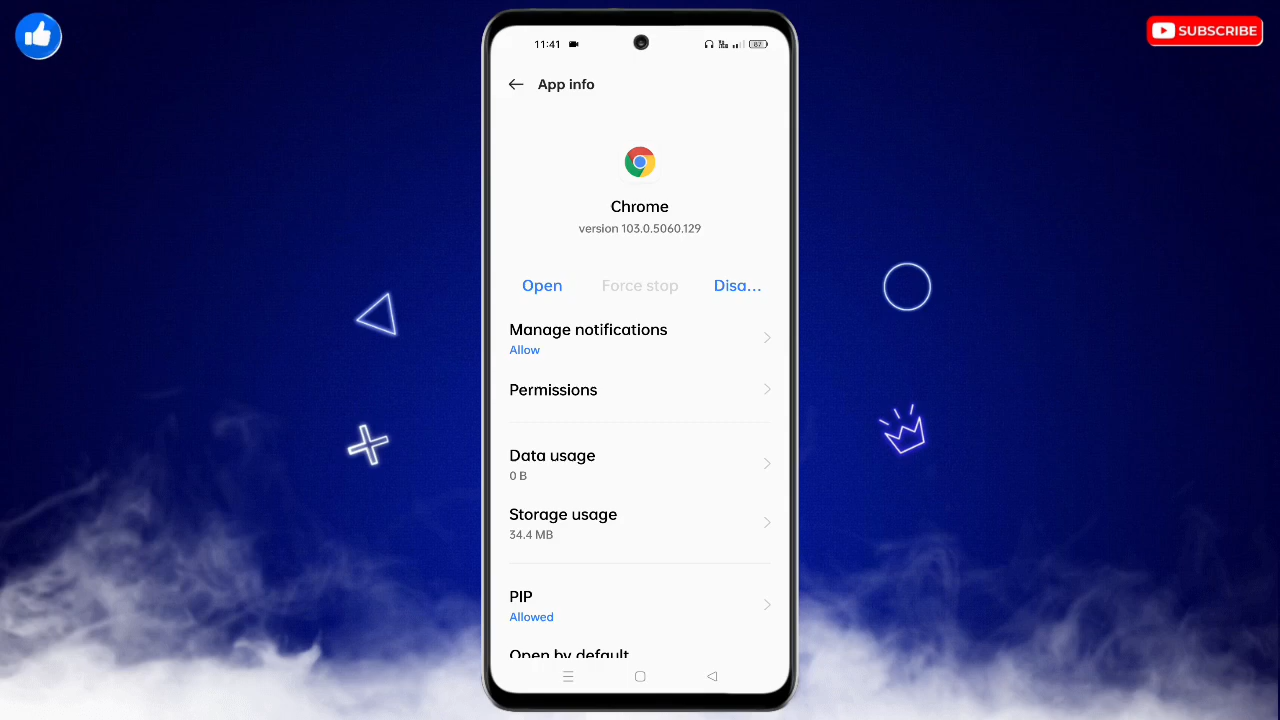 SUBSCRIBE
11:41
87
App info
Chrome
version 103.0.5060.129
Open Force stop Disa...
Manage notifications
Allow
Permissions
Data usage
0 B
Storage usage
34.4 MB
PIP
Allowed
Open by default